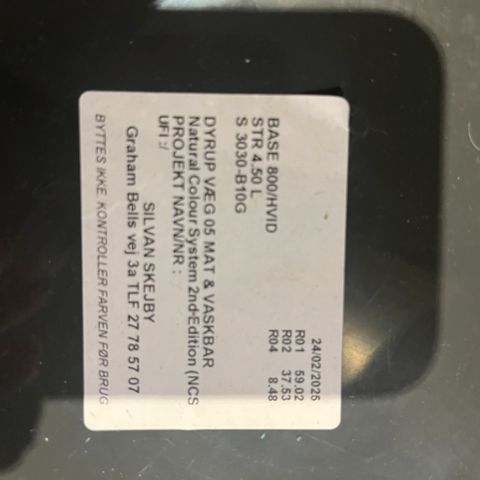 24/02/2025
BASE 800/HVID R01 59.02
STR 4,50 L R02 37.53
S 3030-B10G R04 8.48
DYRUP VÆG 05 MAT & VASKBAR
Natural Colour System 2nd Edition (NCS
PROJEKT NAVN/NR :
UFI :/
SILVAN SKEJBY
Graham Bells vej 3a TLF 27 78 57 07
BYTTES IKKE. KONTROLLER FARVEN FØR BRUG